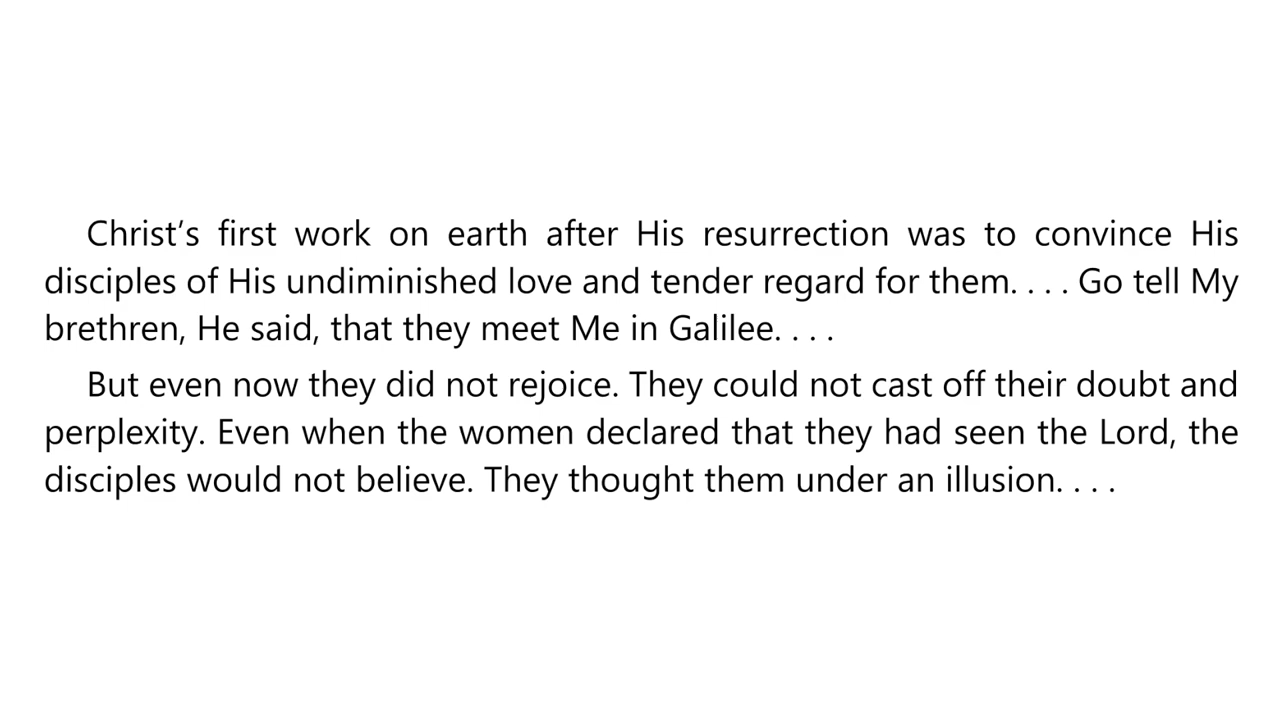 Christ’s first work on earth after His resurrection was to convince His
disciples of His undiminished love and tender regard for them. . . . Go tell My
brethren, He said, that they meet Me in Galilee. . . .
But even now they did not rejoice. They could not cast off their doubt and
perplexity. Even when the women declared that they had seen the Lord, the
disciples would not believe. They thought them under an illusion. . . .